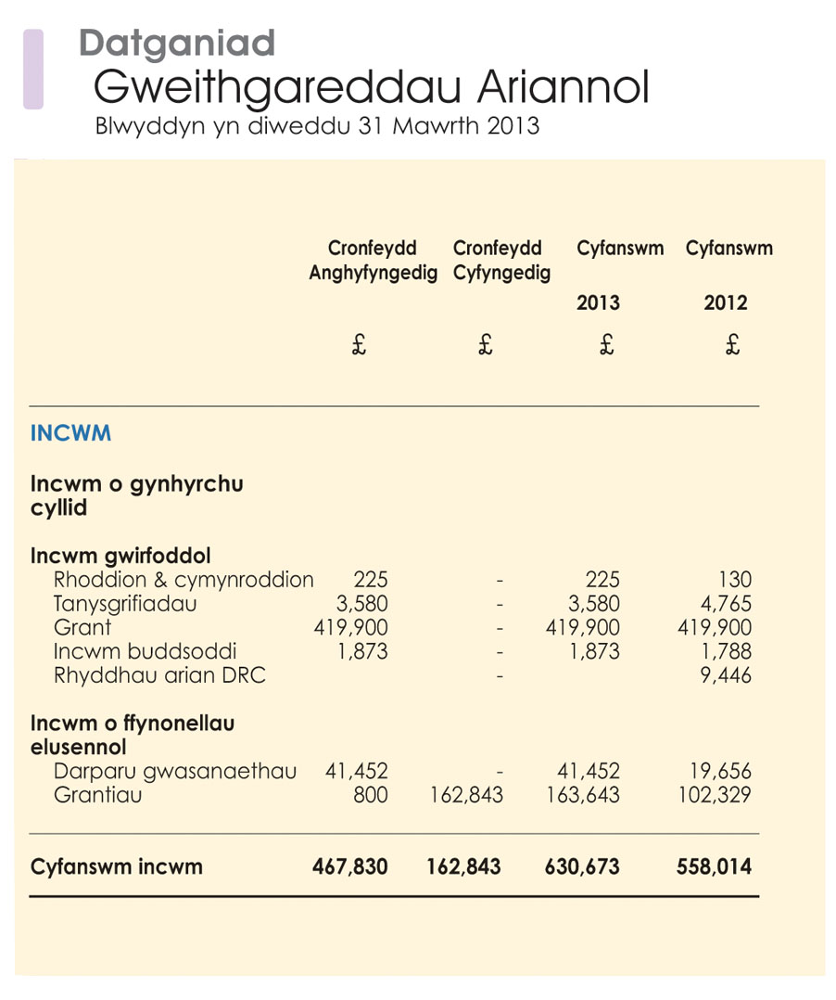 Datganiad
Gweithgareddau Ariannol
Blwyddyn yn diweddu 31 Mawrth 2013
Cronfeydd Cronfeydd Cyfanswm Cyfanswm
Anghyfyngedig Cyfyngedig
2013 2012
£ £ £ £
INCWM
Incwm o gynhyrchu
cyllid
Incwm gwirfoddol
Rhoddion & cymynroddion 225 - 225 130
Tanysgrifiadau 3,580 - 3,580 4,765
Grant 419,900 - 419,900 419,900
Incwm buddsoddi 1,873 - 1,873 1,788
Rhyddhau arian DRC - 9,446
Incwm o ffynonellau
elusennol
Darparu gwasanaethau 41,452 - 41,452 19,656
Grantiau 800 162,843 163,643 102,329
Cyfanswm incwm 467,830 162,843 630,673 558,014